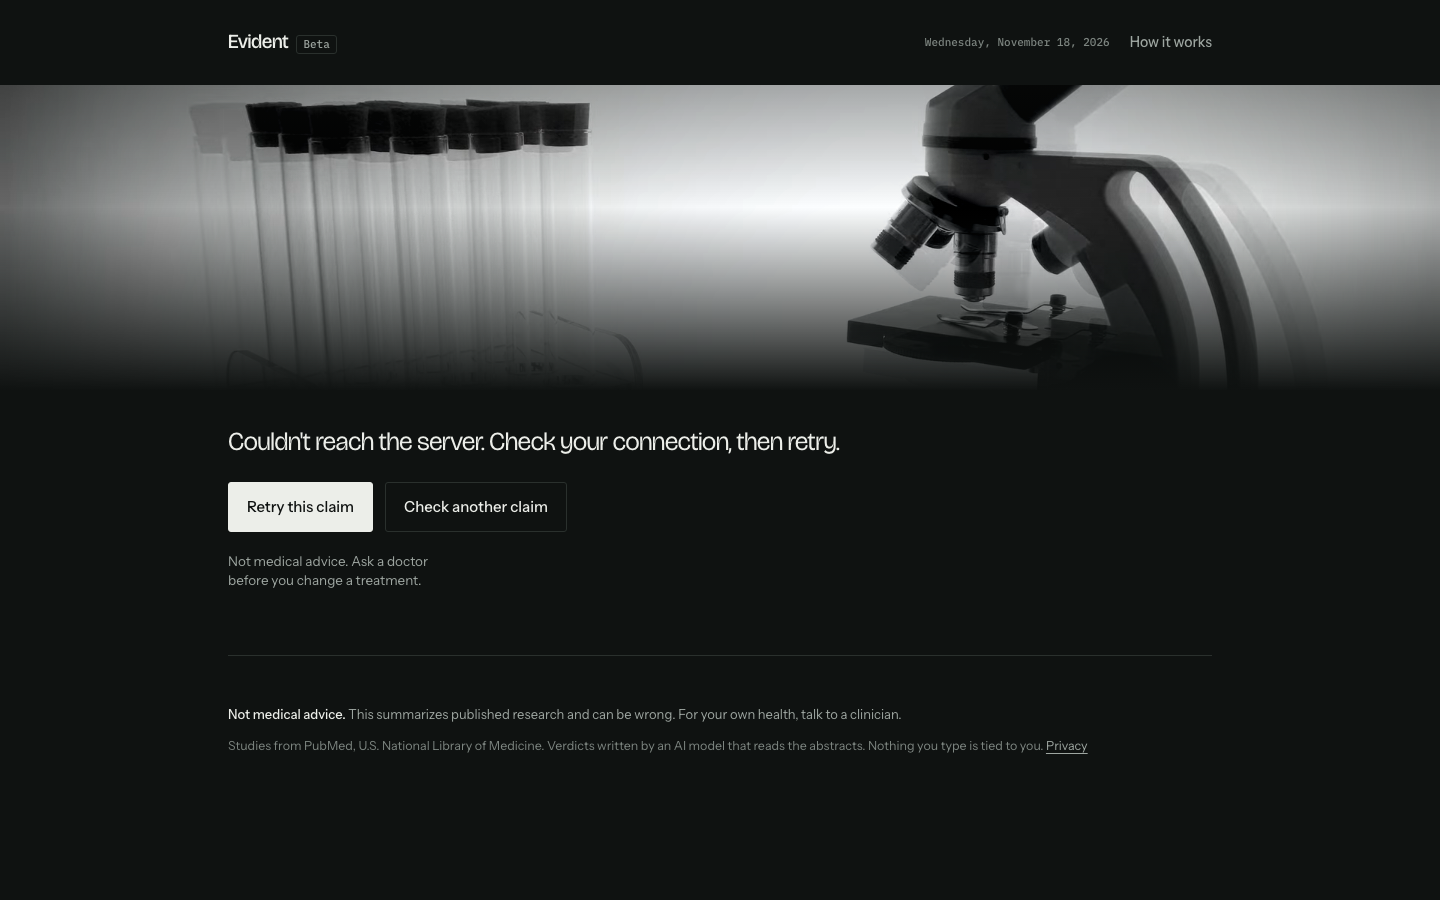 Evident
Beta
Wednesday, November 18, 2026
How it works
Couldn't reach the server. Check your connection, then retry.
Retry this claim
Check another claim
Not medical advice. Ask a doctor
before you change a treatment.
Not medical advice. This summarizes published research and can be wrong. For your own health, talk to a clinician.
Studies from PubMed, U.S. National Library of Medicine. Verdicts written by an AI model that reads the abstracts. Nothing you type is tied to you. Privacy